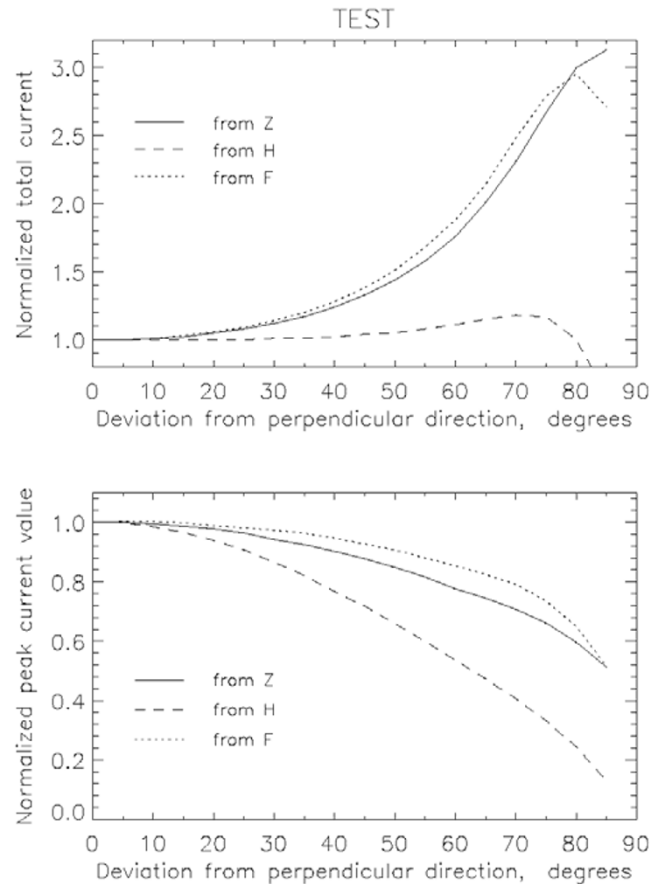 TEST
Normalized total current
3.0
2.5
2.0
1.5
1.0
from Z
from H
from F
0 10 20 30 40 50 60 70 80 90
Deviation from perpendicular direction, degrees
Normalized peak current value
1.0
0.8
0.6
0.4
0.2
0.0
from Z
from H
from F
0 10 20 30 40 50 60 70 80 90
Deviation from perpendicular direction, degrees